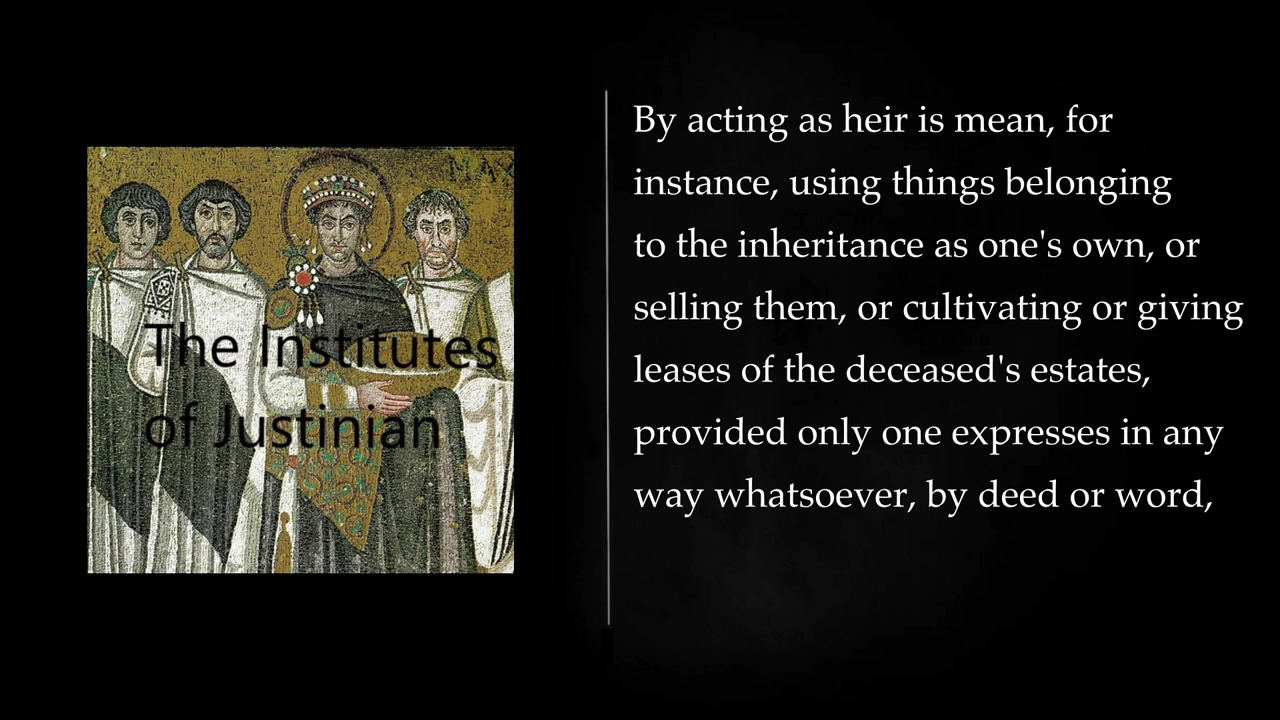 The Institutes
of Justinian
By acting as heir is mean, for
instance, using things belonging
to the inheritance as one's own, or
selling them, or cultivating or giving
leases of the deceased's estates,
provided only one expresses in any
way whatsoever, by deed or word,